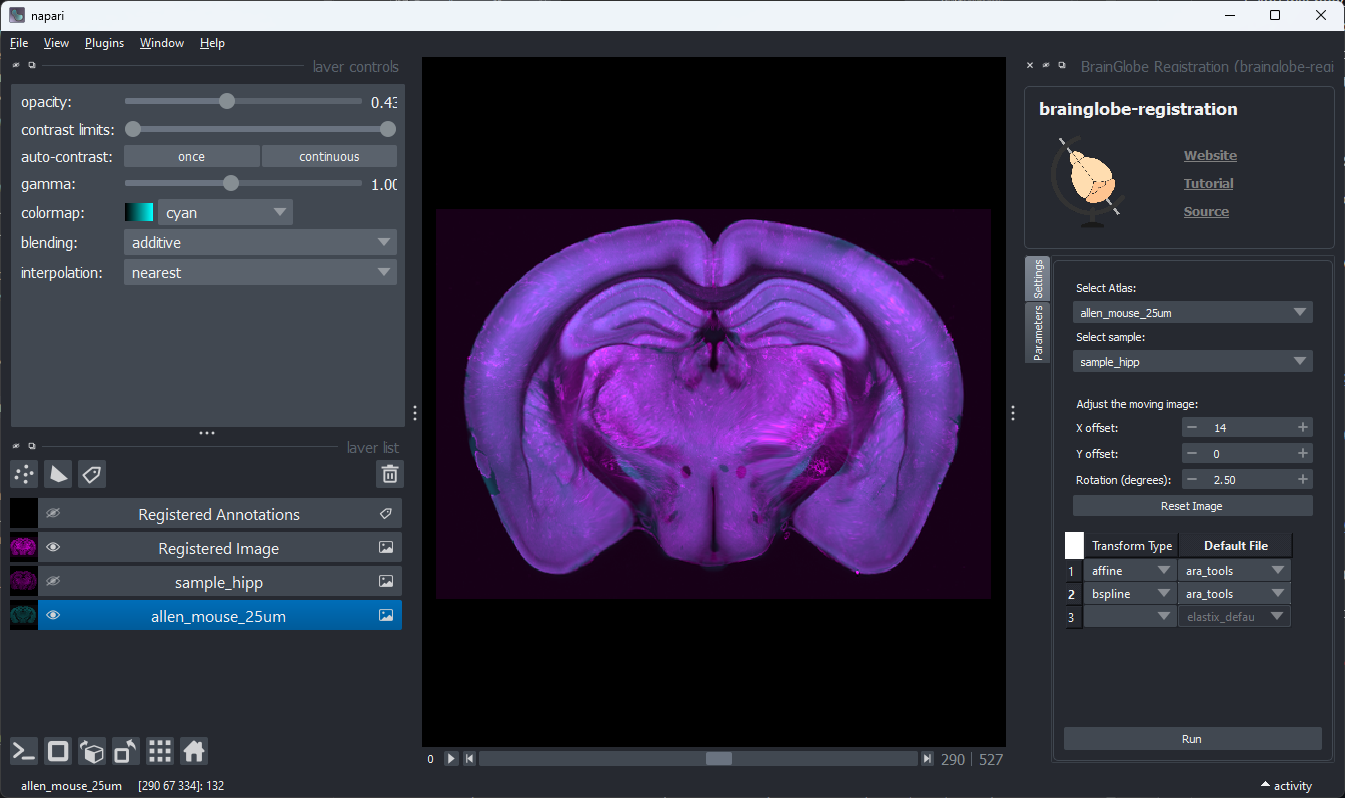 napari
File View Plugins Window Help
layer controls
opacity: 0.43
contrast limits:
auto-contrast: once continuous
gamma: 1.00
colormap: cyan
blending: additive
interpolation: nearest
layer list
Registered Annotations
Registered Image
sample_hipp
allen_mouse_25um
0 290 527
BrainGlobe Registration (brainglobe-regi
brainglobe-registration
Website
Tutorial
Source
Settings
Parameters
Select Atlas:
allen_mouse_25um
Select sample:
sample_hipp
Adjust the moving image:
X offset: 14
Y offset: 0
Rotation (degrees): 2.50
Reset Image
Transform Type Default File
1 affine ara_tools
2 bspline ara_tools
3 elastix_defau
Run
allen_mouse_25um [290 67 334]: 132
activity